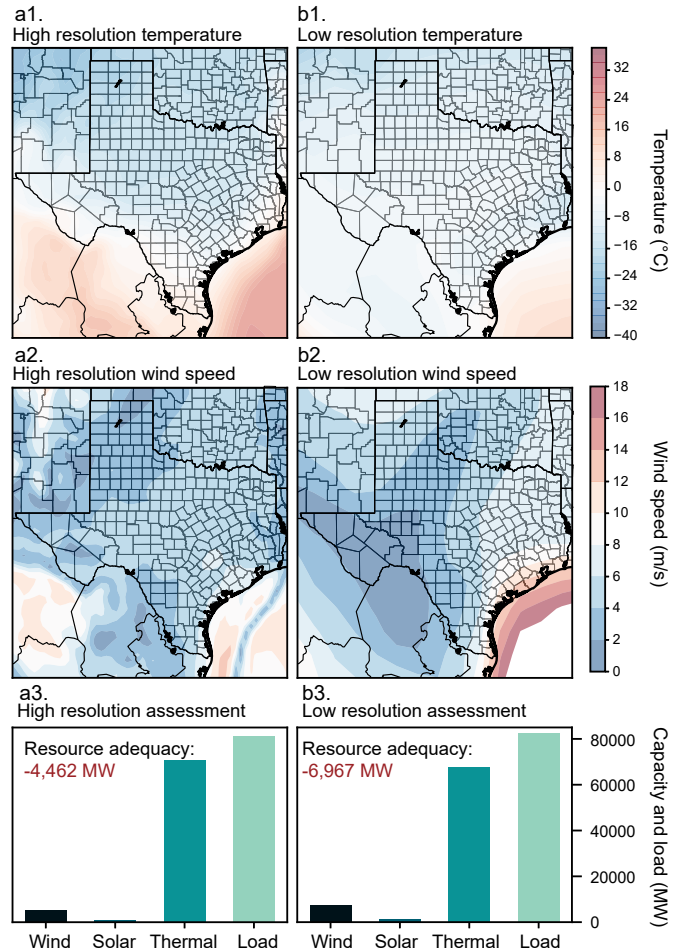 a1.
High resolution temperature
b1.
Low resolution temperature
32
24
16
8
0
−8
−16
−24
−32
−40
Temperature (°C)
a2.
High resolution wind speed
b2.
Low resolution wind speed
18
16
14
12
10
8
6
4
2
0
Wind speed (m/s)
a3.
High resolution assessment
b3.
Low resolution assessment
Resource adequacy:
-4,462 MW
Resource adequacy:
-6,967 MW
80000
60000
40000
20000
0
Capacity and load (MW)
Wind Solar Thermal Load
Wind Solar Thermal Load